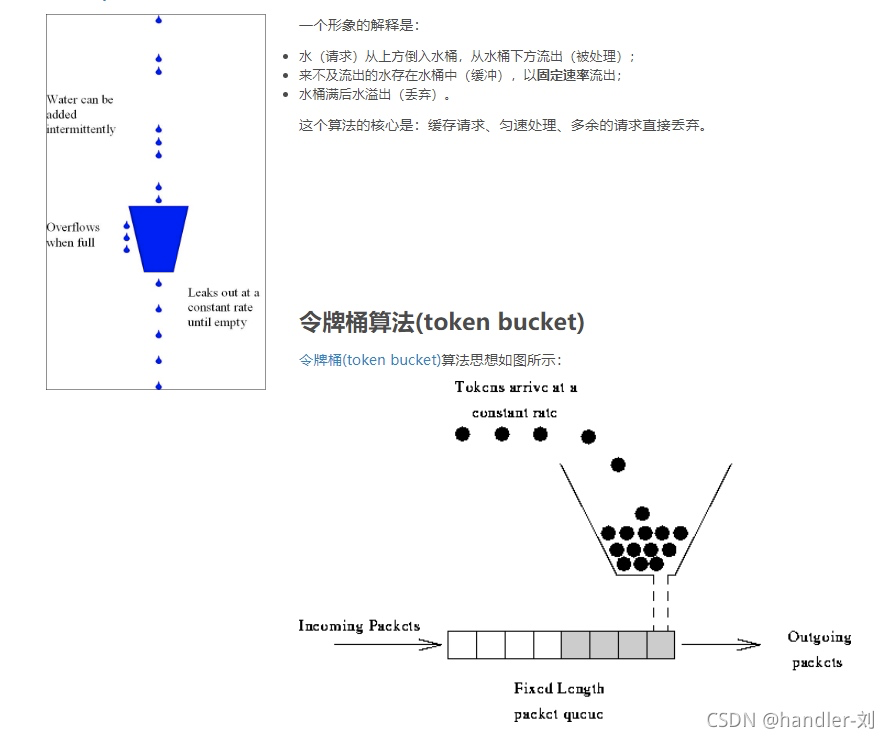 一个形象的解释是：
水（请求）从上方倒入水桶，从水桶下方流出（被处理）；
来不及流出的水存在水桶中（缓冲），以固定速率流出；
水桶满后水溢出（丢弃）。
这个算法的核心是：缓存请求、匀速处理、多余的请求直接丢弃。
Water can be
added
intermittently
Overflows
when full
Leaks out at a
constant rate
until empty
令牌桶算法(token bucket)
令牌桶(token bucket)算法思想如图所示：
Tokens arrive at a
constant rate
Incoming Packets
Outgoing
packets
Fixed Length
packet queue
CSDN @handler-刘